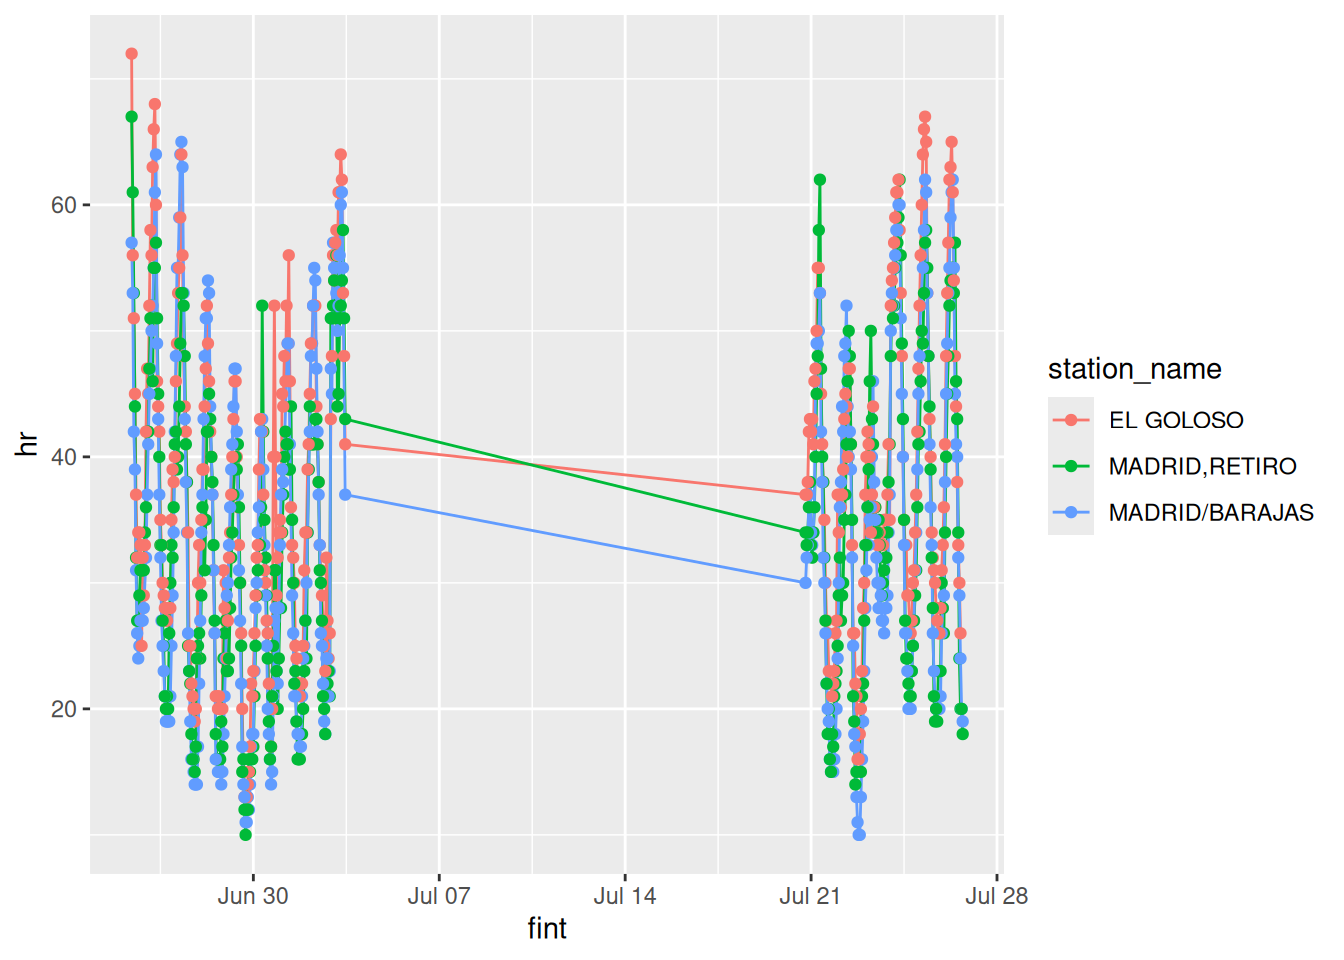 60
40
20
hr
Jun 30
Jul 07
Jul 14
Jul 21
Jul 28
fint
station_name
EL GOLOSO
MADRID,RETIRO
MADRID/BARAJAS